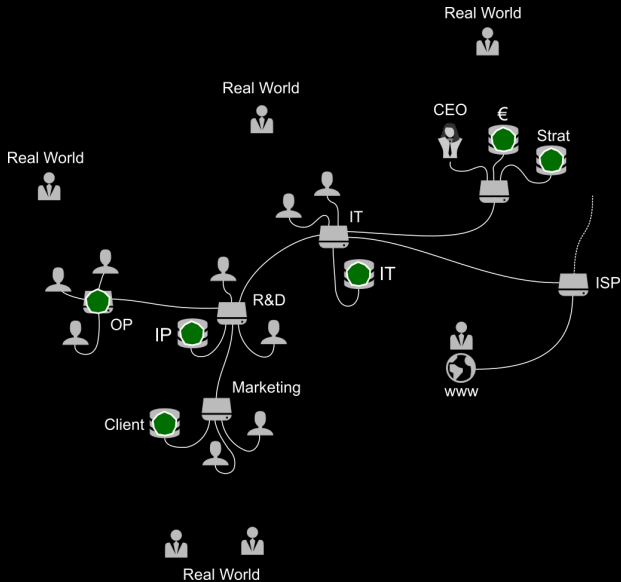 Real World
Real World
CEO
€
Strat
Real World
IT
IT
ISP
R&D
OP
IP
Marketing
www
Client
Real World